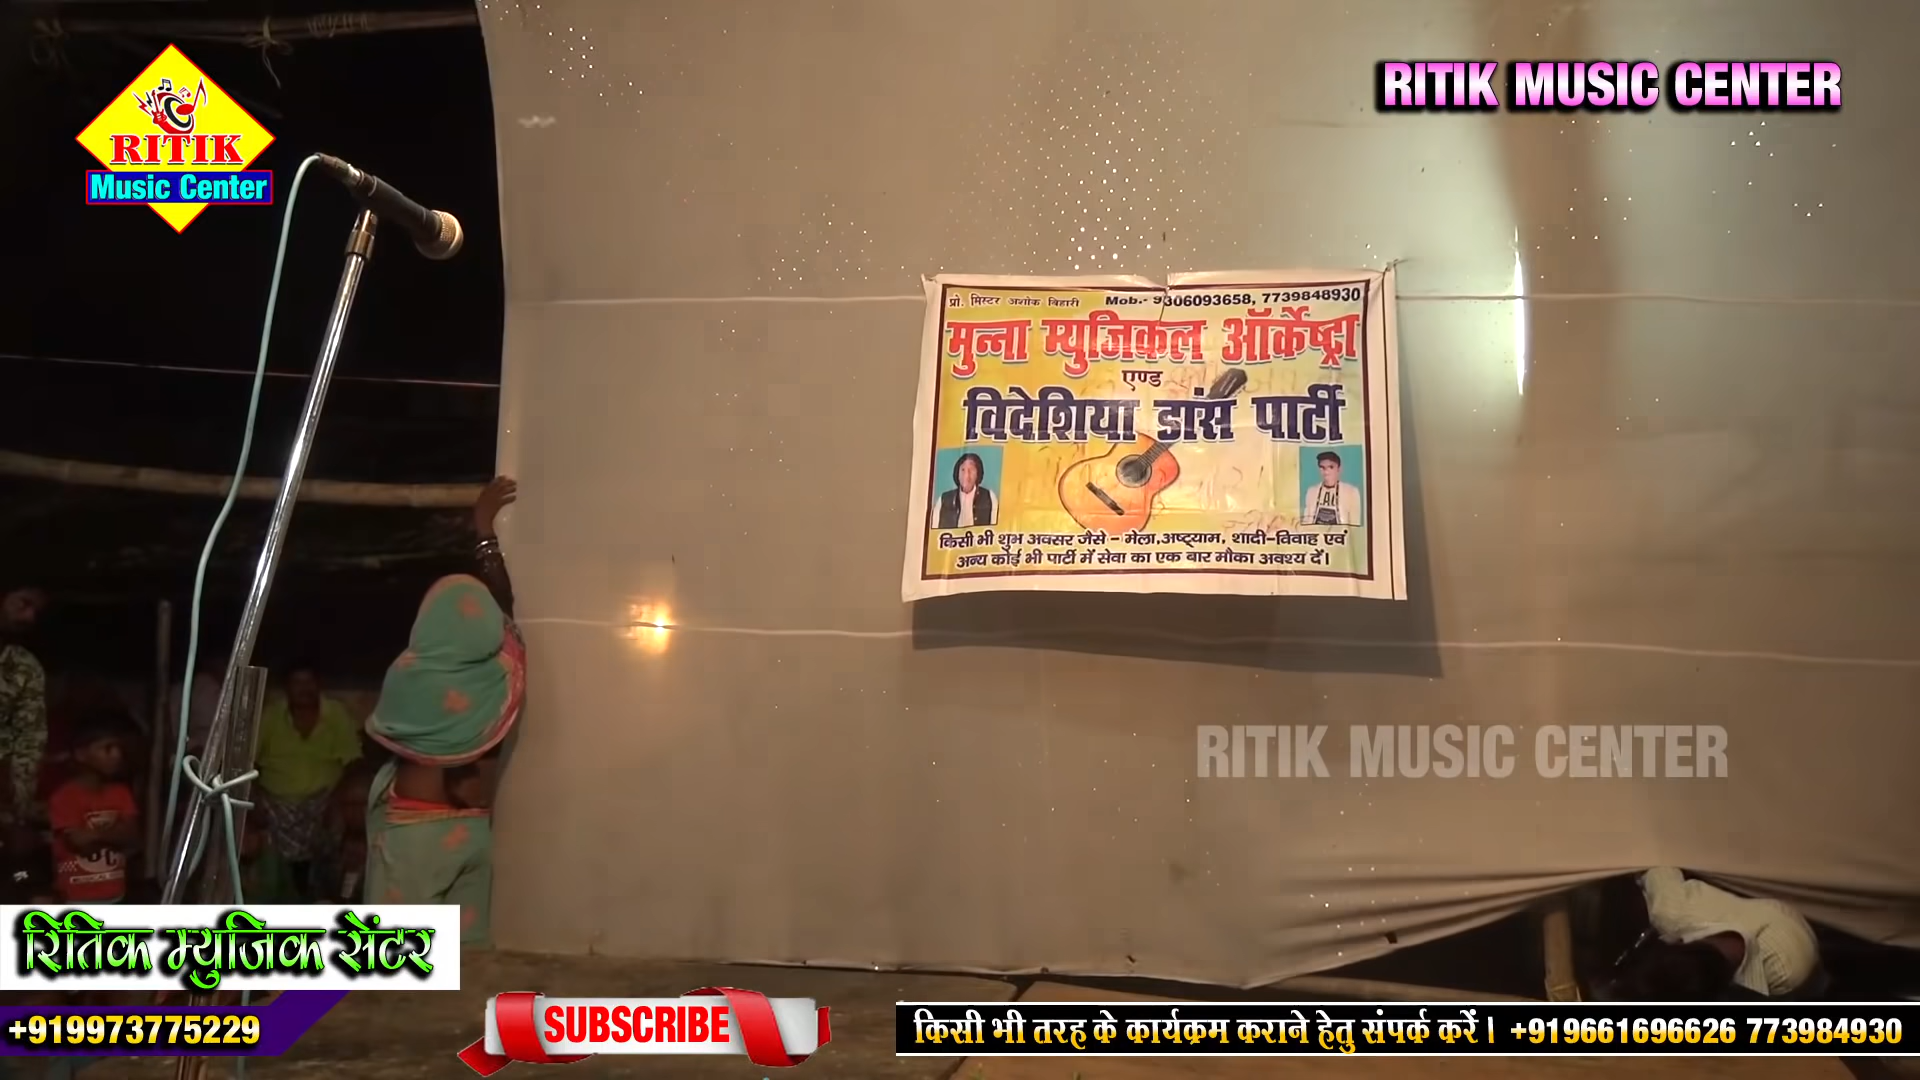 RITIK
Music Center
RITIK MUSIC CENTER
प्रो. मिस्टर अशोक बिहारी Mob.- 9306093658, 7739848930
मुन्ना म्युजिकल ऑर्केष्ट्रा
एण्ड
विदेशिया डांस पार्टी
किसी भी शुभ अवसर जैसे - मेला,अष्ट्याम, शादी-विवाह एवं
अन्य कोई भी पार्टी में सेवा का एक बार मौका अवश्य दें।
RITIK MUSIC CENTER
रितिक म्युजिक सेंटर
+919973775229
SUBSCRIBE
किसी भी तरह के कार्यक्रम कराने हेतु संपर्क करें। +919661696626 773984930